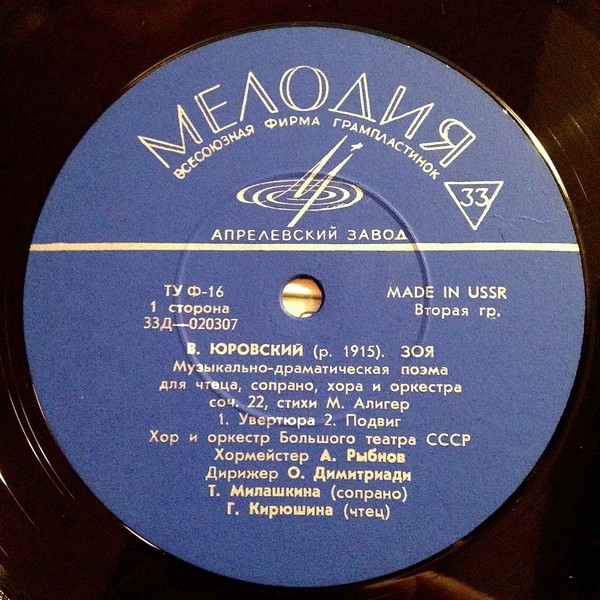 МЕЛОДИЯ
ВСЕСОЮЗНАЯ ФИРМА ГРАМПЛАСТИНОК
33
АПРЕЛЕВСКИЙ ЗАВОД
ТУ Ф-16
MADE IN USSR
1 сторона
Вторая гр.
33Д—020307
В. ЮРОВСКИЙ (р. 1915). ЗОЯ
Музыкально-драматическая поэма
для чтеца, сопрано, хора и оркестра
соч. 22, стихи М. Алигер
1. Увертюра 2. Подвиг
Хор и оркестр Большого театра СССР
Хормейстер А. Рыбнов
Дирижер О. Димитриади
Т. Милашкина (сопрано)
Г. Кирюшина (чтец)